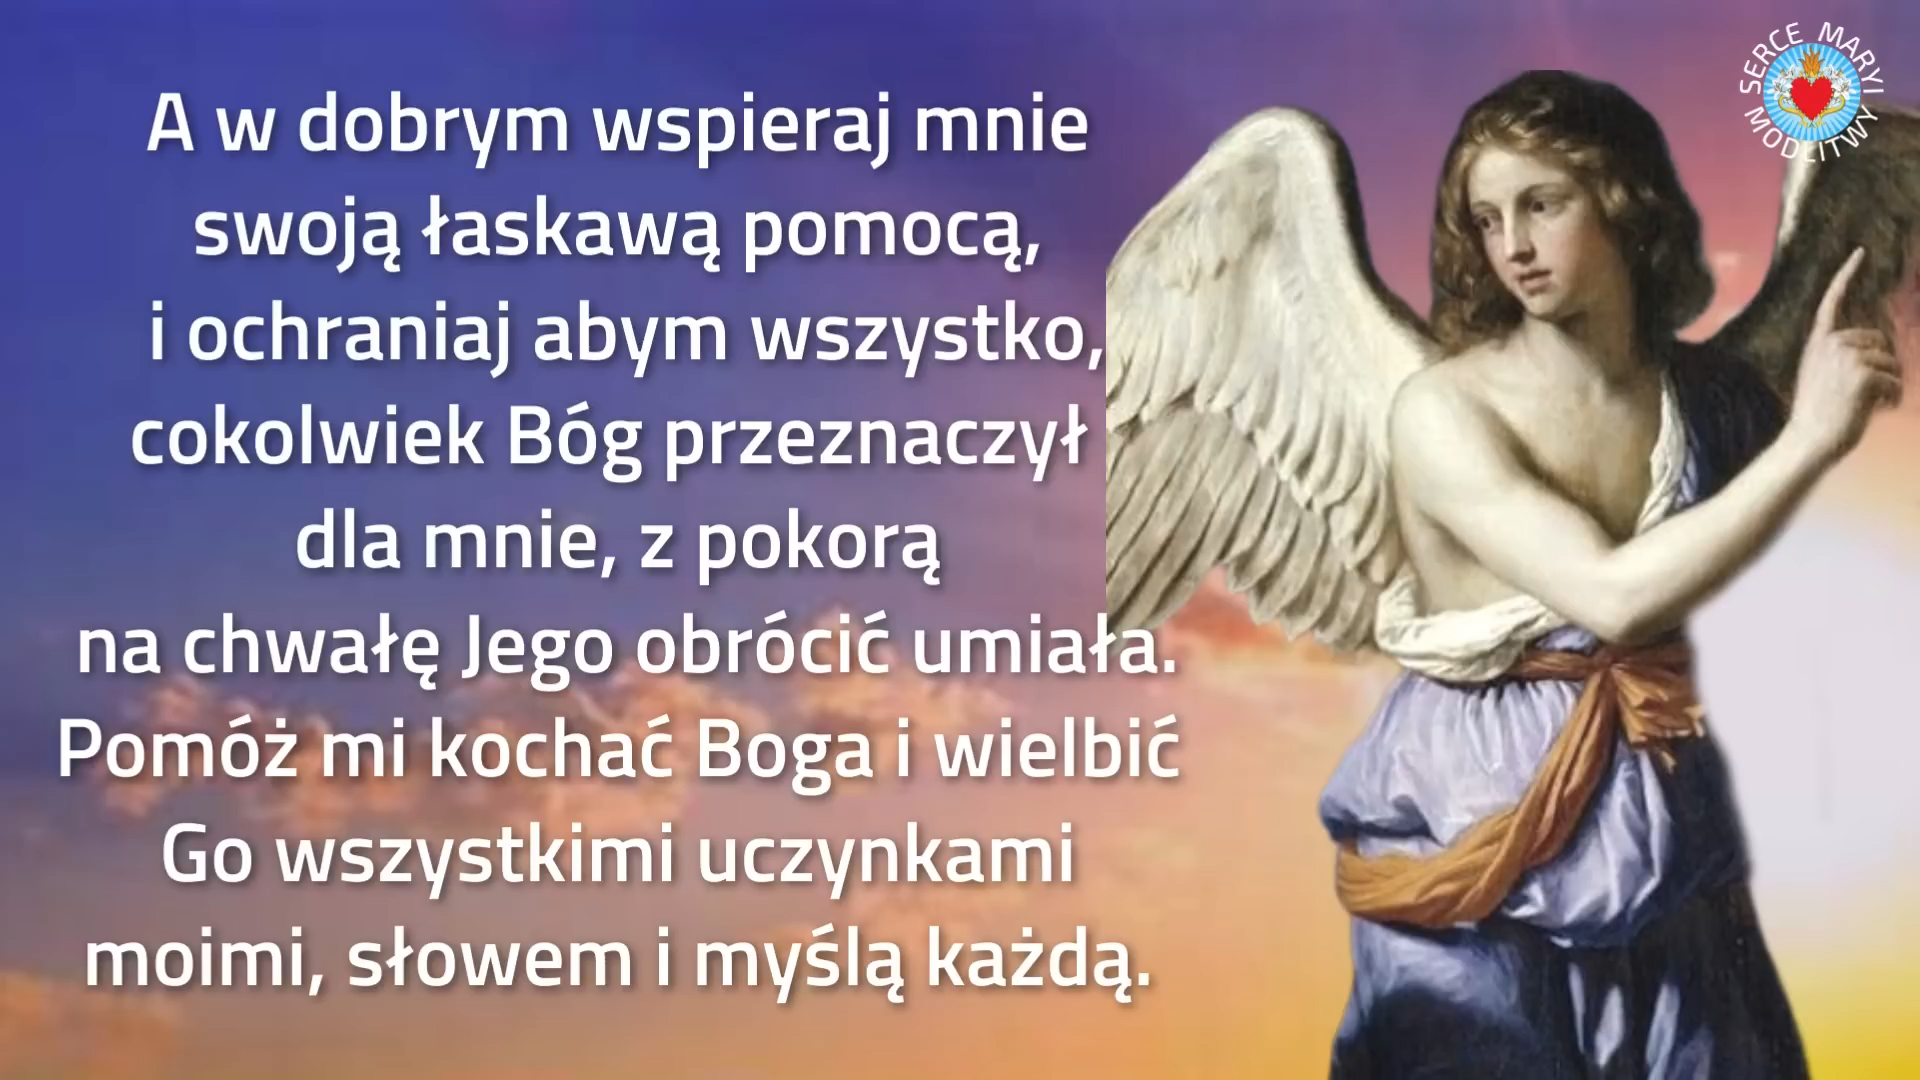 A w dobrym wspieraj mnie
swoją łaskawą pomocą,
i ochraniaj abym wszystko,
cokolwiek Bóg przeznaczył
dla mnie, z pokorą
na chwałę Jego obrócić umiała.
Pomóż mi kochać Boga i wielbić
Go wszystkimi uczynkami
moimi, słowem i myślą każdą.
SERCE MARYI
MODLITWY